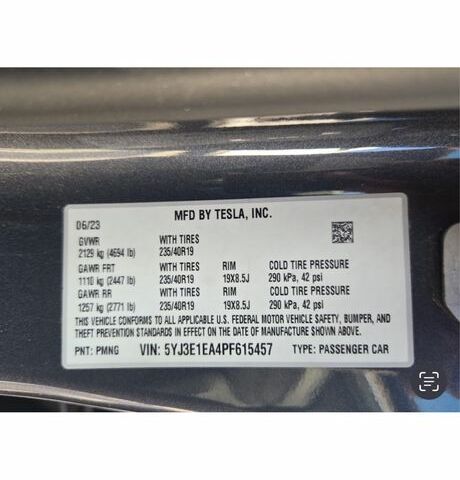 MFD BY TESLA, INC.
06/23
GVWR WITH TIRES
2129 kg (4694 lb) 235/40R19
GAWR FRT WITH TIRES RIM COLD TIRE PRESSURE
1110 kg (2447 lb) 235/40R19 19X8.5J 290 kPa, 42 psi
GAWR RR WITH TIRES RIM COLD TIRE PRESSURE
1257 kg (2771 lb) 235/40R19 19X8.5J 290 kPa, 42 psi
THIS VEHICLE CONFORMS TO ALL APPLICABLE U.S. FEDERAL MOTOR VEHICLE SAFETY, BUMPER, AND
THEFT PREVENTION STANDARDS IN EFFECT ON THE DATE OF MANUFACTURE SHOWN ABOVE.
PNT: PMNG VIN: 5YJ3E1EA4PF615457 TYPE: PASSENGER CAR